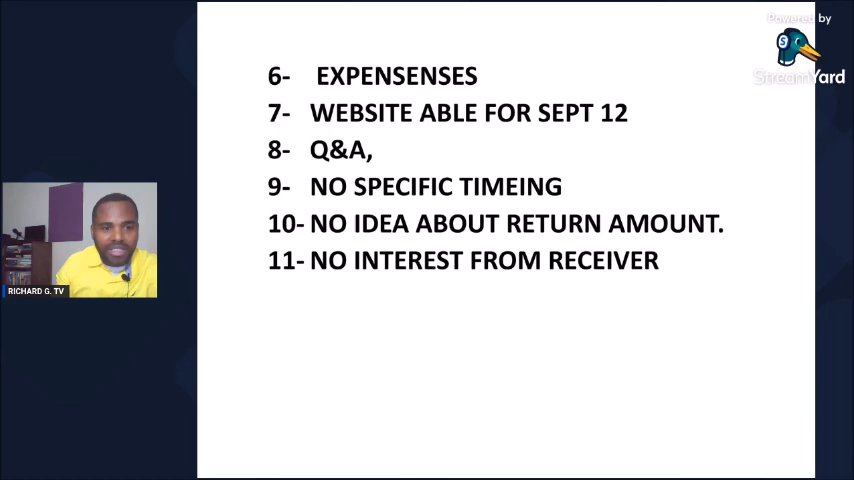 Powered by
StreamYard
6- EXPENSENSES
7- WEBSITE ABLE FOR SEPT 12
8- Q&A,
9- NO SPECIFIC TIMEING
10- NO IDEA ABOUT RETURN AMOUNT.
11- NO INTEREST FROM RECEIVER
RICHARD G. TV